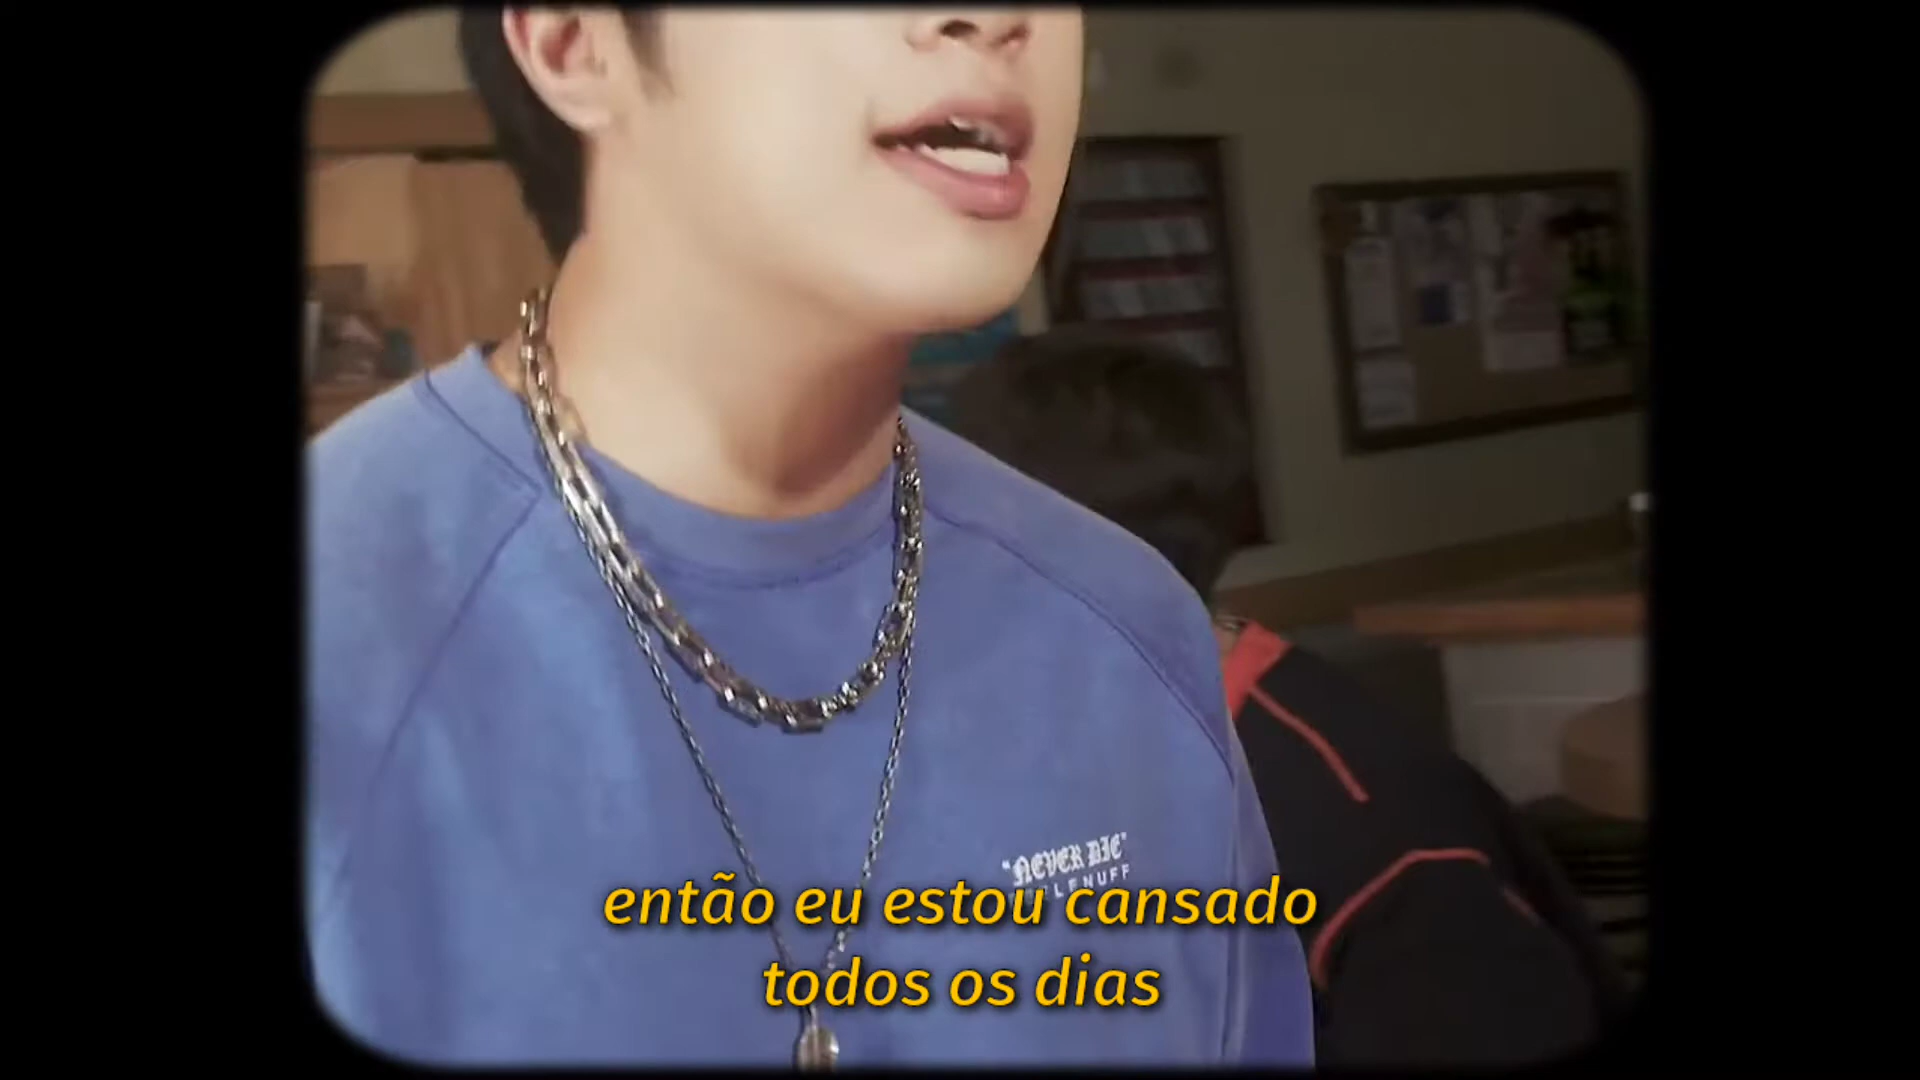 "NEVER DIE"
então eu estou cansado
todos os dias